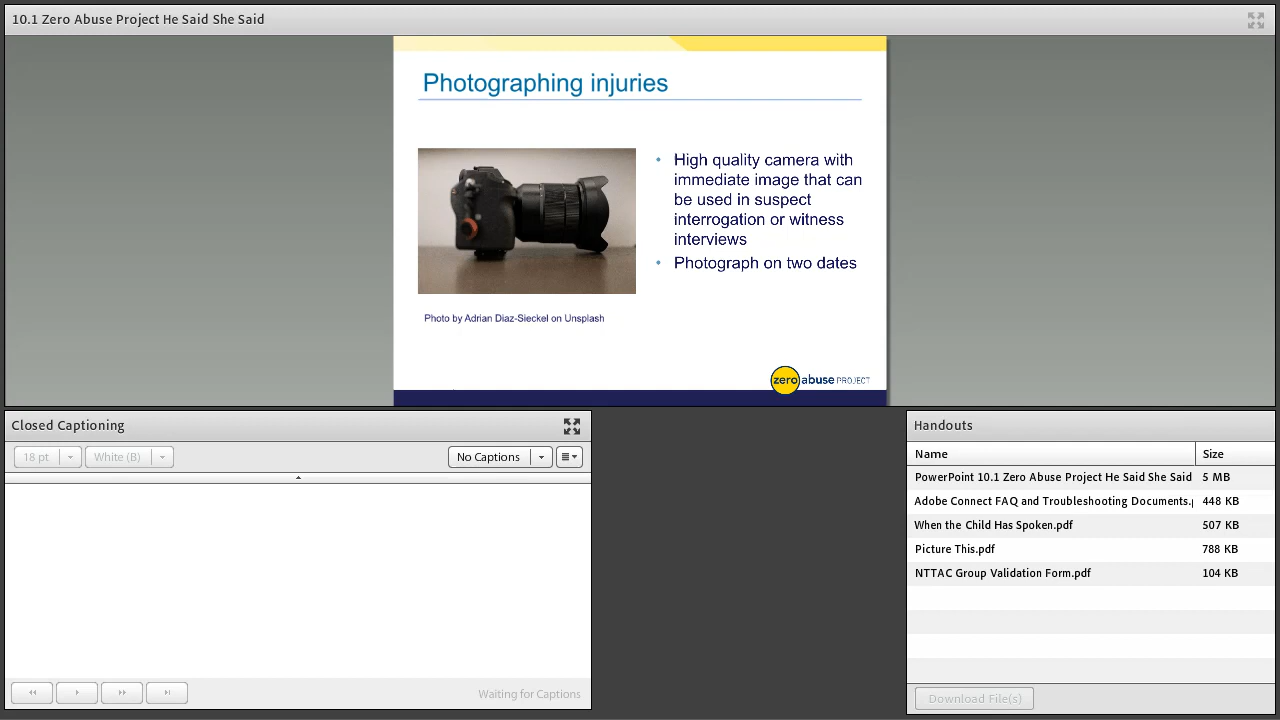 10.1 Zero Abuse Project He Said She Said
Photographing injuries
• High quality camera with
immediate image that can
be used in suspect
interrogation or witness
interviews
• Photograph on two dates
Photo by Adrian Diaz-Sieckel on Unsplash
zero abuse PROJECT
Closed Captioning
18 pt
White (B)
No Captions
Waiting for Captions
Handouts
Name Size
PowerPoint 10.1 Zero Abuse Project He Said She Said 5 MB
Adobe Connect FAQ and Troubleshooting Documents.p 448 KB
When the Child Has Spoken.pdf 507 KB
Picture This.pdf 788 KB
NTTAC Group Validation Form.pdf 104 KB
Download File(s)